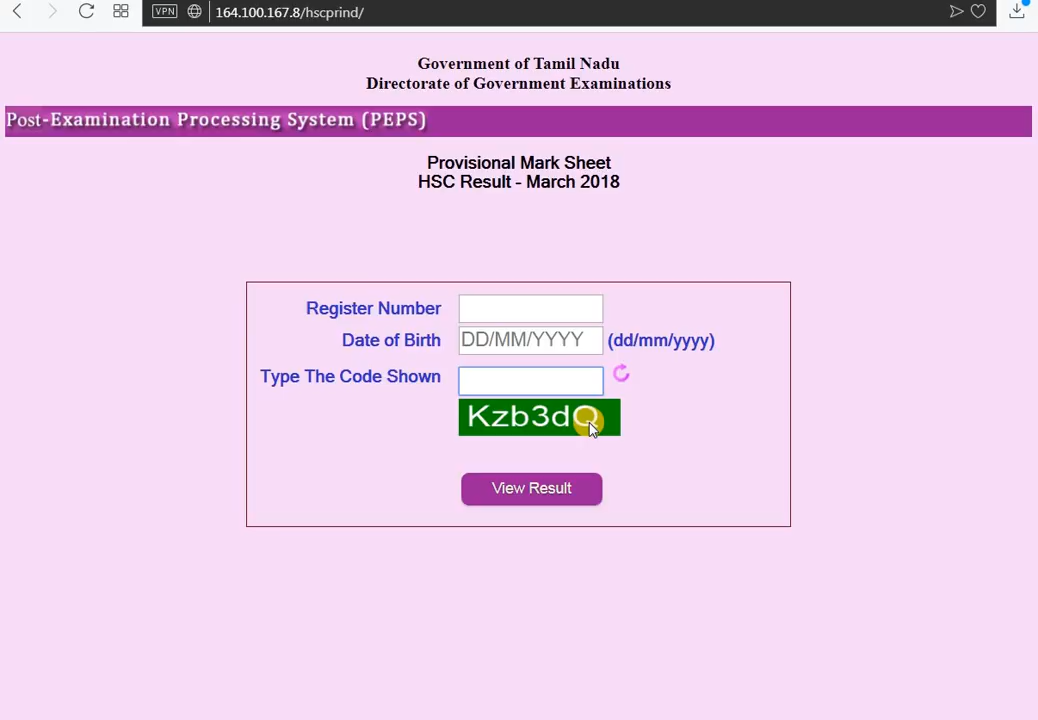 VPN
164.100.167.8/hscprind/
Government of Tamil Nadu
Directorate of Government Examinations
Post-Examination Processing System (PEPS)
Provisional Mark Sheet
HSC Result - March 2018
Register Number
Date of Birth DD/MM/YYYY (dd/mm/yyyy)
Type The Code Shown
Kzb3dQ
View Result